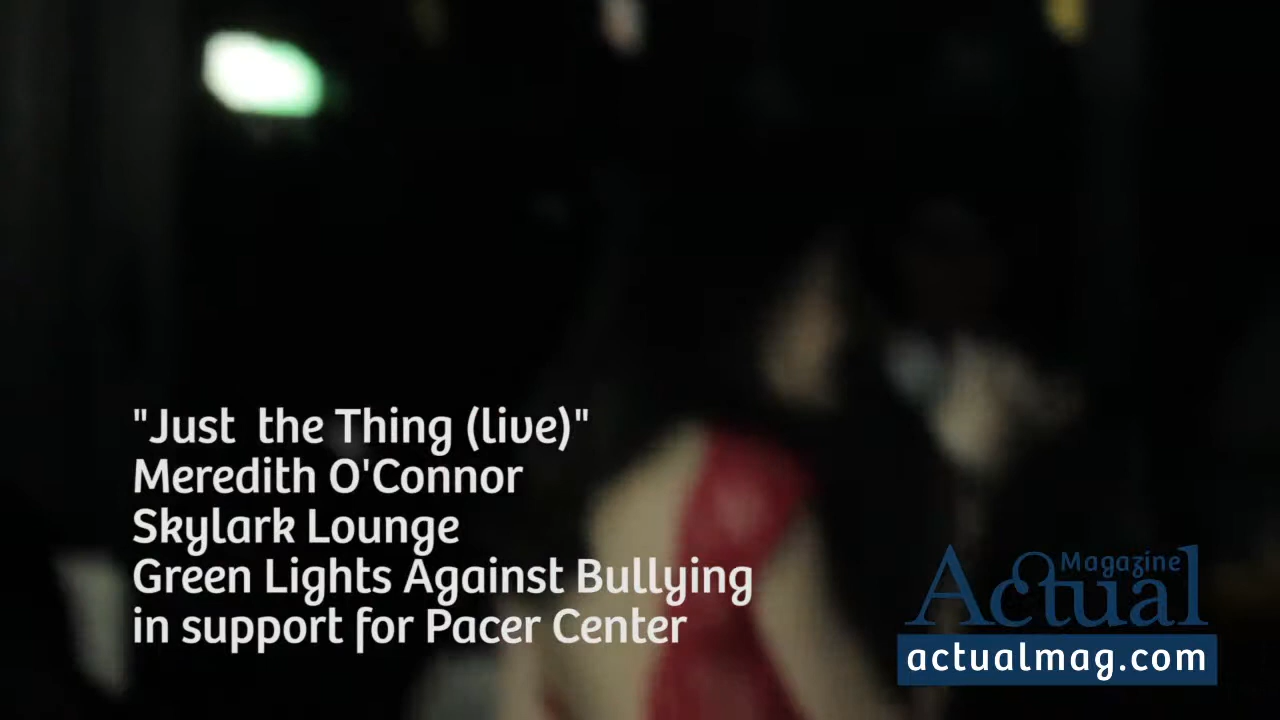 "Just  the Thing (live)"
Meredith O'Connor
Skylark Lounge
Green Lights Against Bullying
in support for Pacer Center
Magazine
Actual
actualmag.com